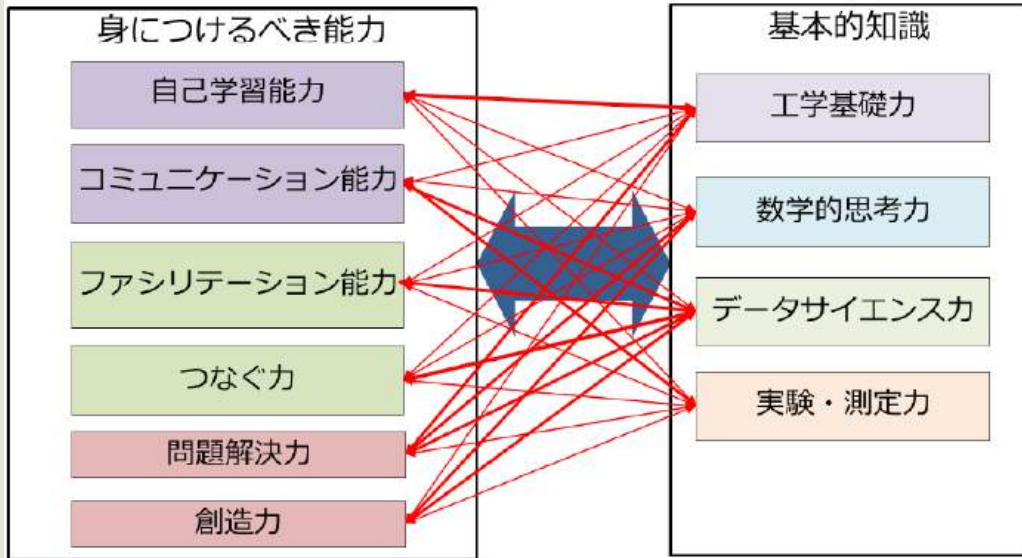 身につけるべき能力
自己学習能力
コミュニケーション能力
ファシリテーション能力
つなぐ力
問題解決力
創造力
基本的知識
工学基礎力
数学的思考力
データサイエンス力
実験・測定力